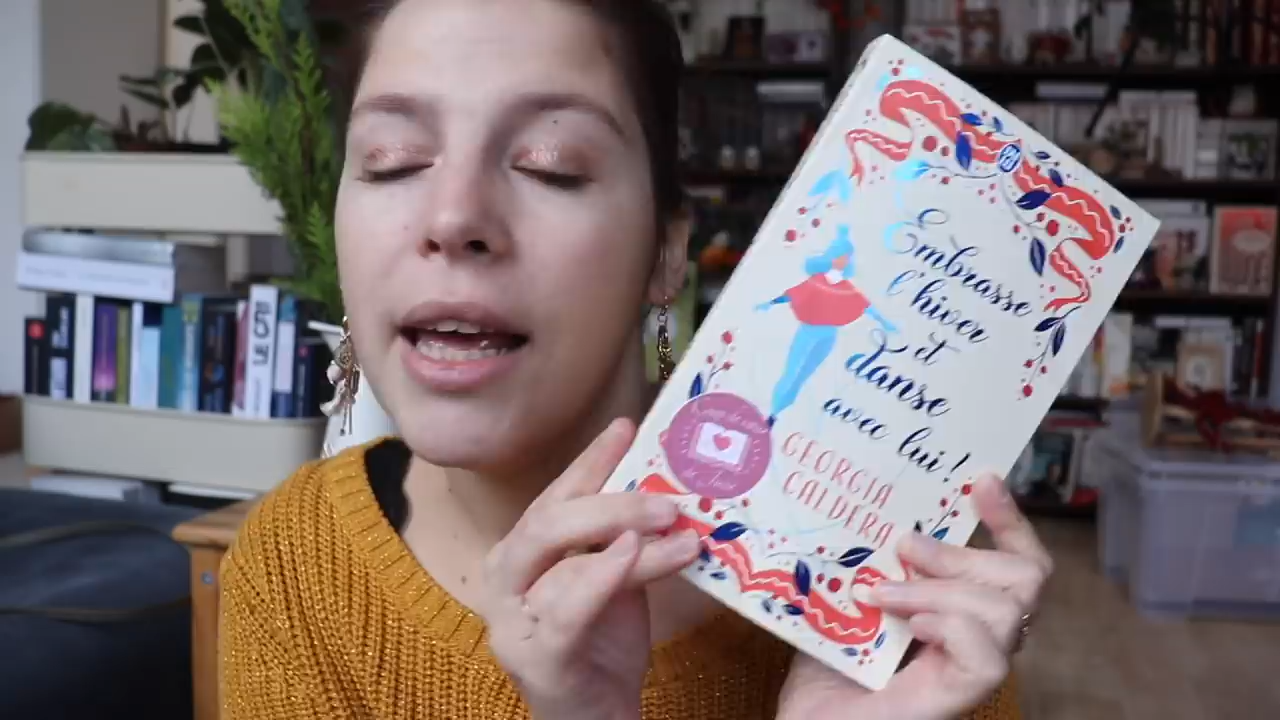 Embrasse
l'hiver
et
danse
avec lui !
GEORGIA
CALDERA